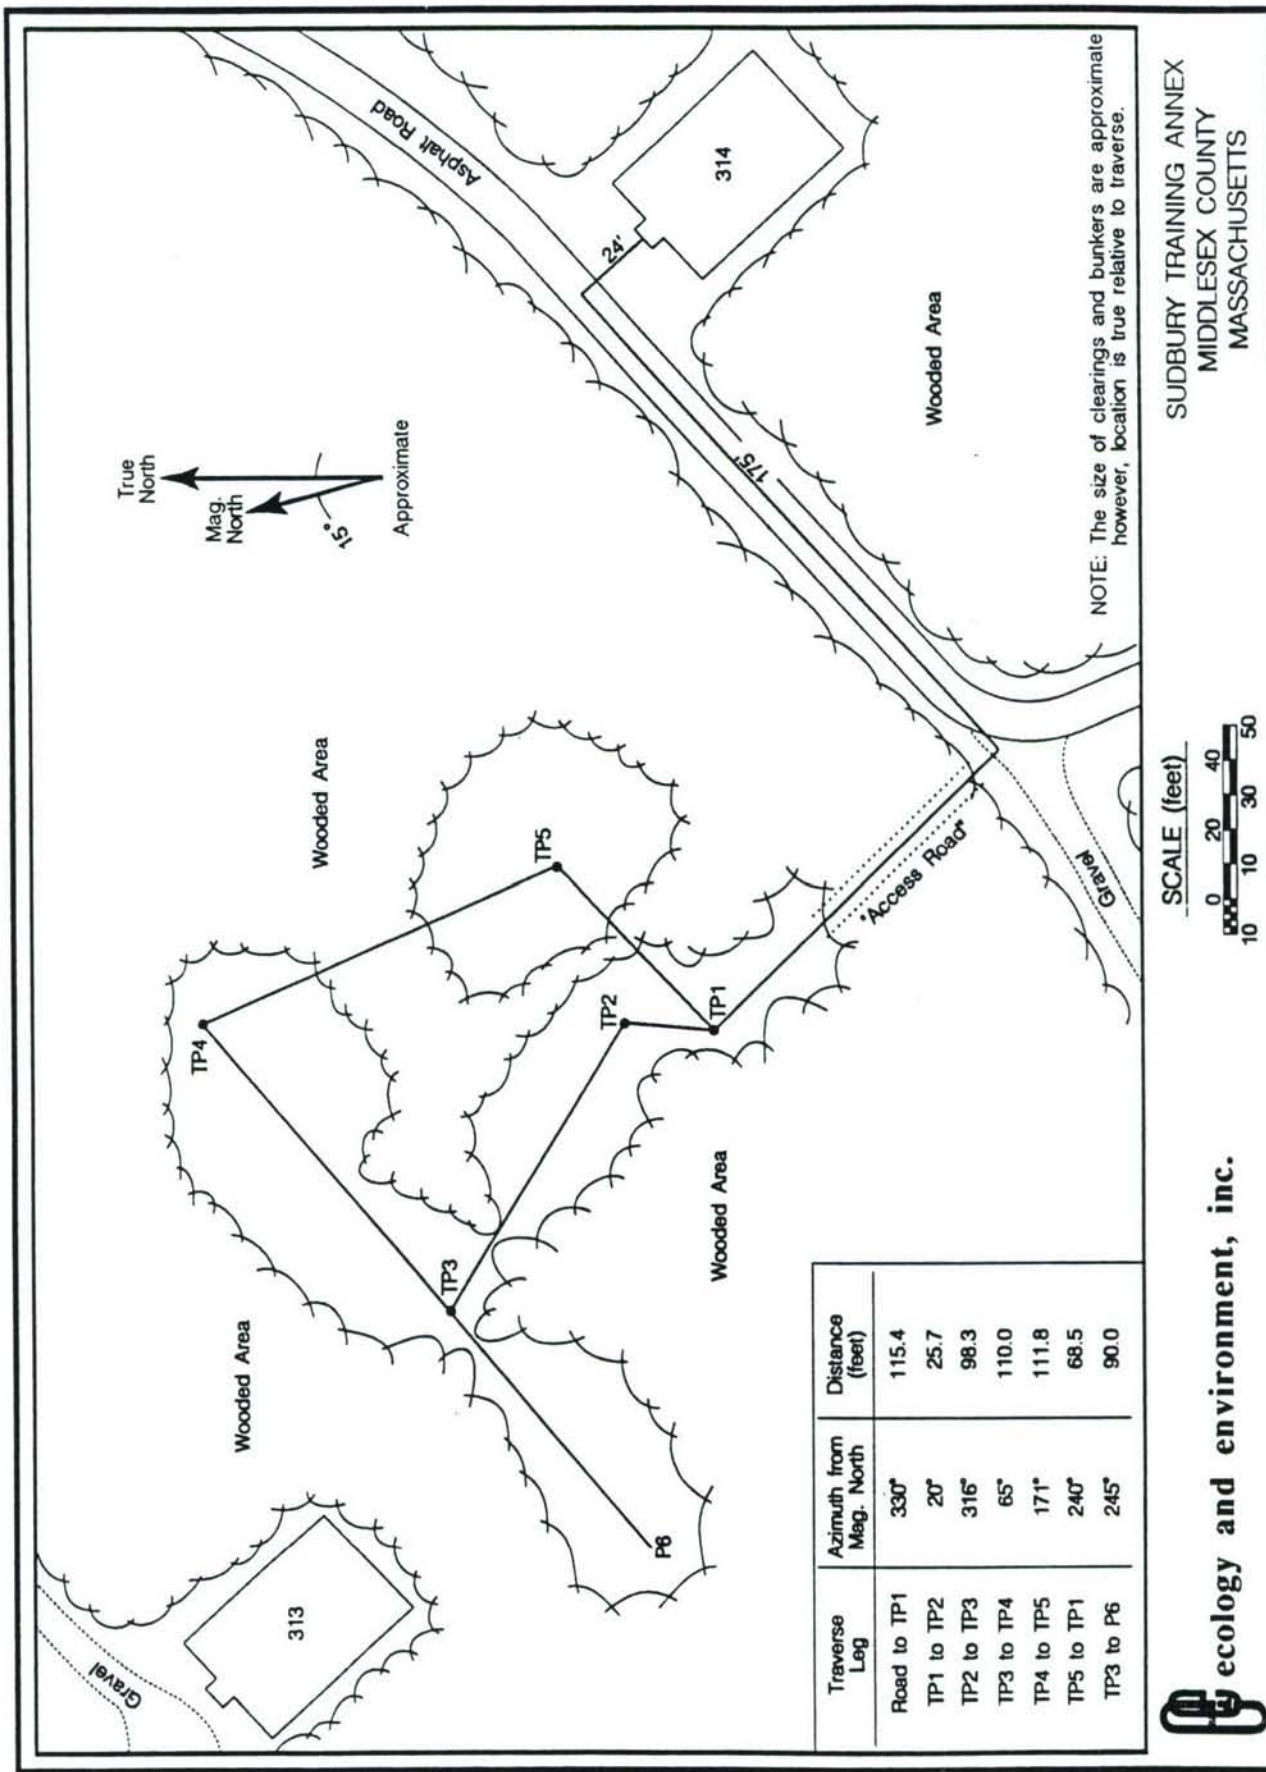 Asphalt Road
314
24'
True
North
Mag.
North
15°
Approximate
175'
Wooded Area
NOTE: The size of clearings and bunkers are approximate
however, location is true relative to traverse.
Wooded Area
TP5
TP4
TP2
TP1
TP3
P6
"Access Road"
Gravel
Wooded Area
Wooded Area
313
Gravel
Traverse Leg | Azimuth from Mag. North | Distance (feet)
Road to TP1 330° 115.4
TP1 to TP2 20° 25.7
TP2 to TP3 316° 98.3
TP3 to TP4 65° 110.0
TP4 to TP5 171° 111.8
TP5 to TP1 240° 68.5
TP3 to P6 245° 90.0
ecology and environment, inc.
SCALE (feet)
10 0 10 20 30 40 50
SUDBURY TRAINING ANNEX
MIDDLESEX COUNTY
MASSACHUSETTS